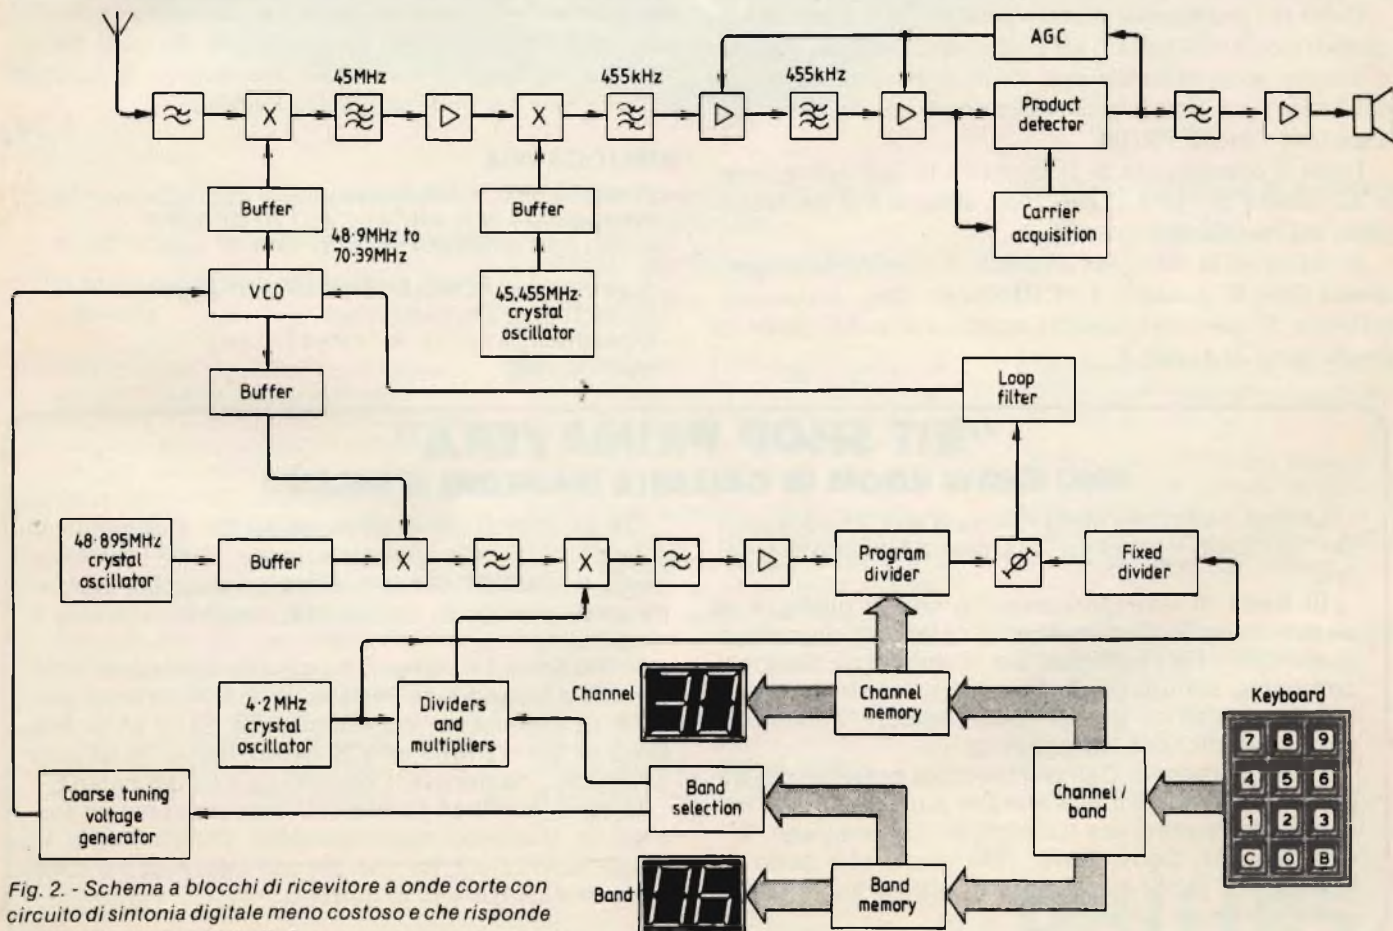 AGC
45MHz
455kHz
455kHz
Product
detector
Carrier
acquisition
Buffer
Buffer
48·9MHz to
70·39MHz
VCO
45.455MHz
crystal
oscillator
Buffer
Loop
filter
48·895MHz
crystal
oscillator
Buffer
Program
divider
Fixed
divider
4·2MHz
crystal
oscillator
Dividers
and
multipliers
Channel
30
Channel
memory
Keyboard
7 8 9
4 5 6
1 2 3
C 0 B
Coarse tuning
voltage
generator
Band
selection
Channel/
band
Band
06
Band
memory
Fig. 2. - Schema a blocchi di ricevitore a onde corte con
circuito di sintonia digitale meno costoso e che risponde